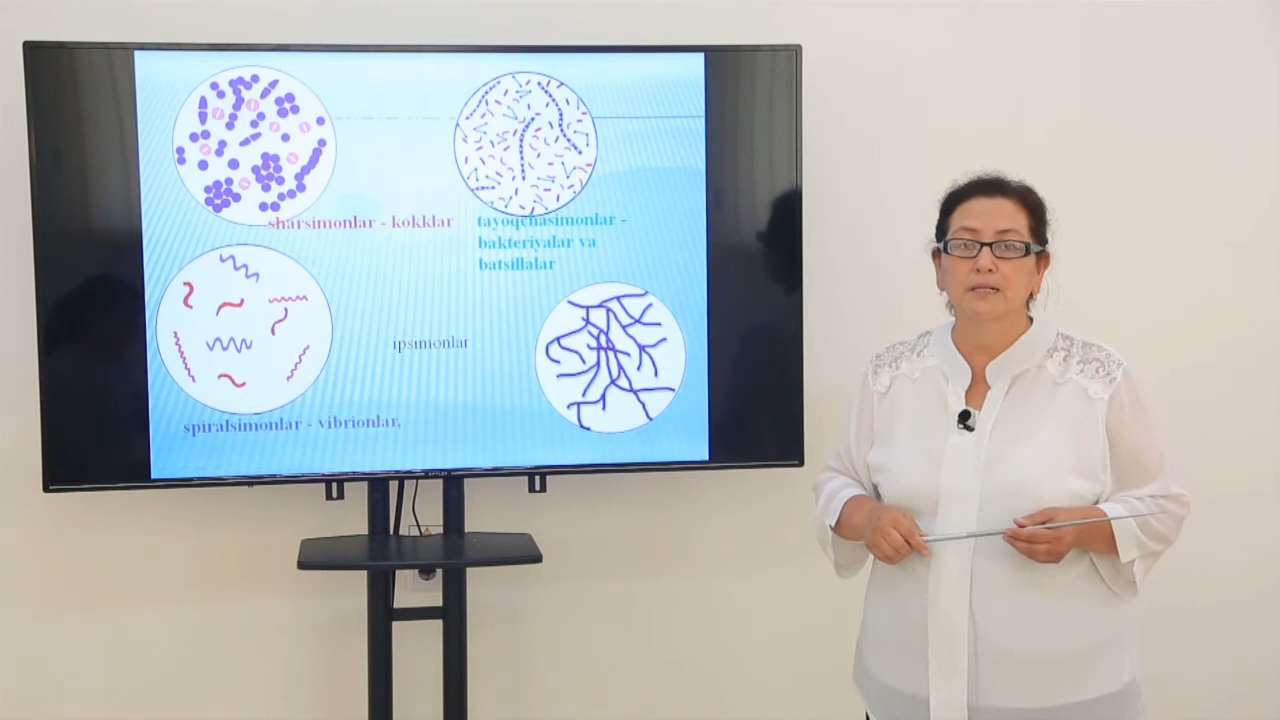 sharsimonlar - kokklar
tayoqchasimonlar -
bakteriyalar va
batsillalar
ipsimonlar
spiralsimonlar - vibrionlar,